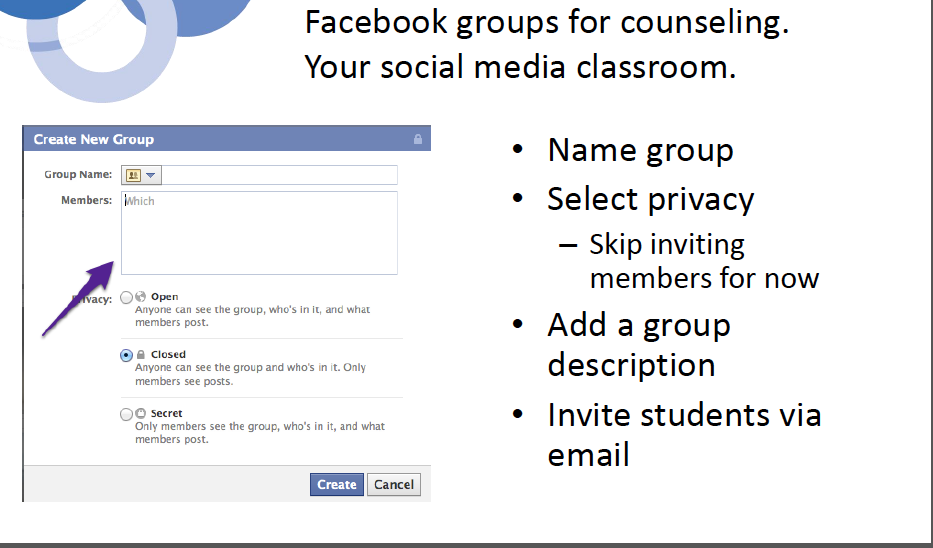 Facebook groups for counseling.
Your social media classroom.
Create New Group
Group Name:
Members:
Which
Privacy:
Open
Anyone can see the group, who's in it, and what
members post.
Closed
Anyone can see the group and who's in it. Only
members see posts.
Secret
Only members see the group, who's in it, and what
members post.
Create
Cancel
• Name group
• Select privacy
– Skip inviting
members for now
• Add a group
description
• Invite students via
email